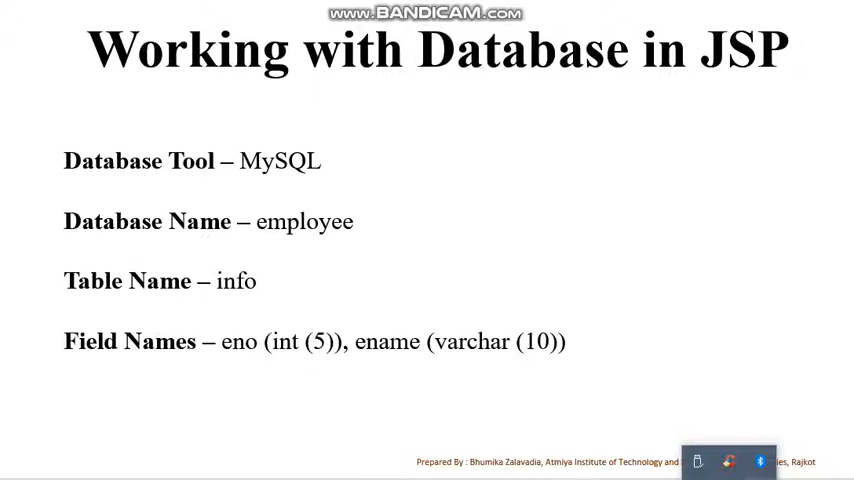 www.BANDICAM.com
Working with Database in JSP
Database Tool – MySQL
Database Name – employee
Table Name – info
Field Names – eno (int (5)), ename (varchar (10))
Prepared By : Bhumika Zalavadia, Atmiya Institute of Technology and
, Rajkot